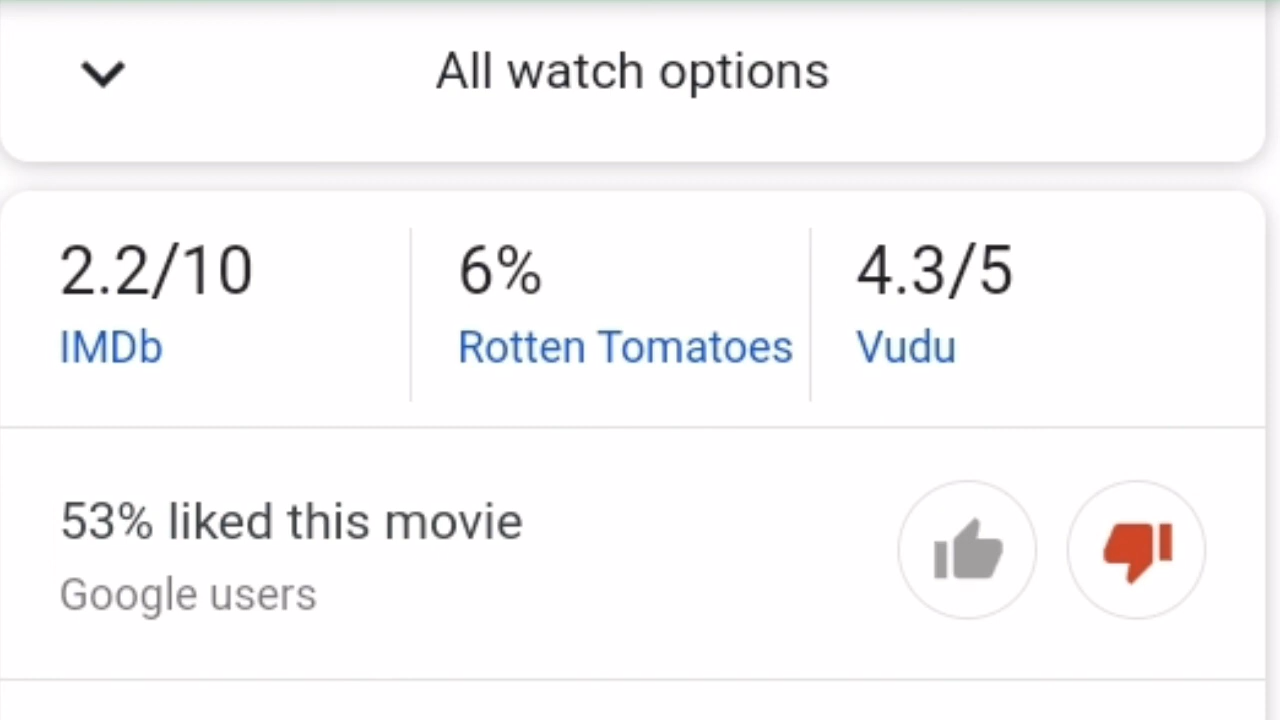 All watch options
2.2/10
6%
4.3/5
IMDb
Rotten Tomatoes
Vudu
53% liked this movie
Google users